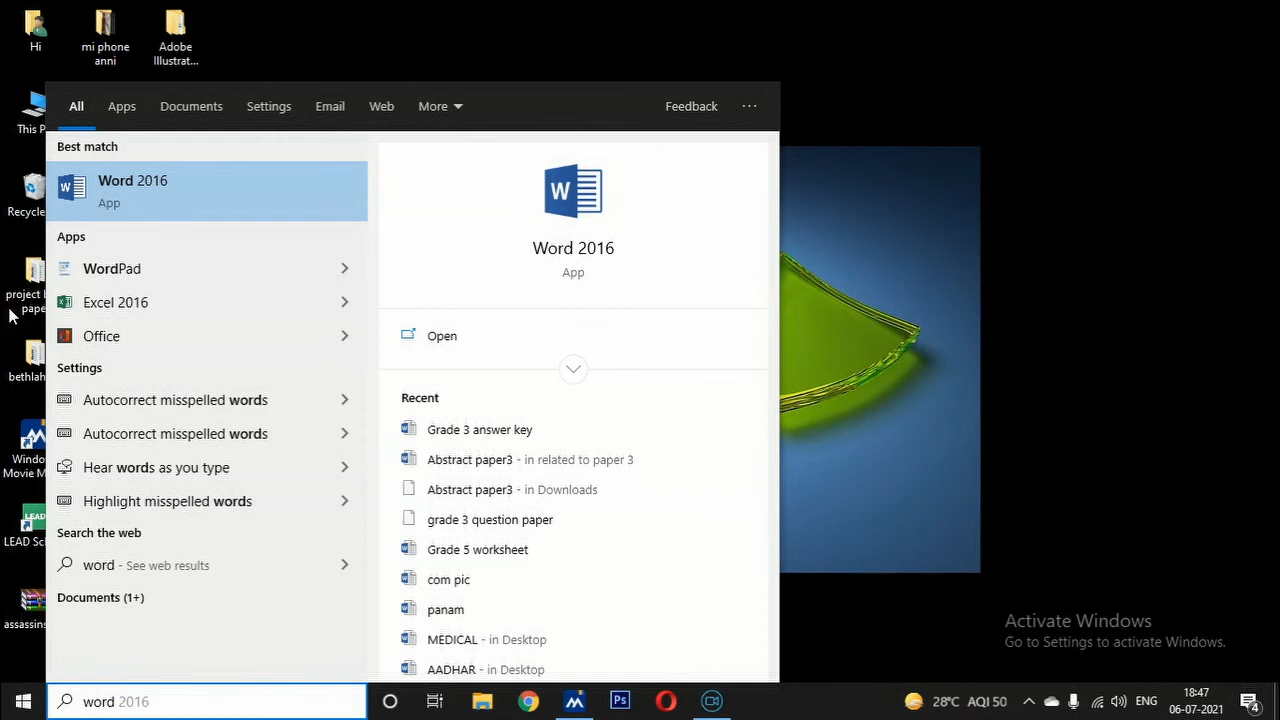 Hi
mi phone
anni
Adobe
Illustrat...
All
Apps
Documents
Settings
Email
Web
More
Feedback
...
This P
Recycle
project
pape
bethlah
Window
Movie M
LEAD
LEAD Sc
assassins
Best match
Word 2016
App
Apps
WordPad
Excel 2016
Office
Settings
Autocorrect misspelled words
Autocorrect misspelled words
Hear words as you type
Highlight misspelled words
Search the web
word - See web results
Documents (1+)
W
Word 2016
App
Open
Recent
Grade 3 answer key
Abstract paper3 - in related to paper 3
Abstract paper3 - in Downloads
grade 3 question paper
Grade 5 worksheet
com pic
panam
MEDICAL - in Desktop
AADHAR - in Desktop
Activate Windows
Go to Settings to activate Windows.
word 2016
Ps
28°C AQI 50
ENG
18:47
06-07-2021
4